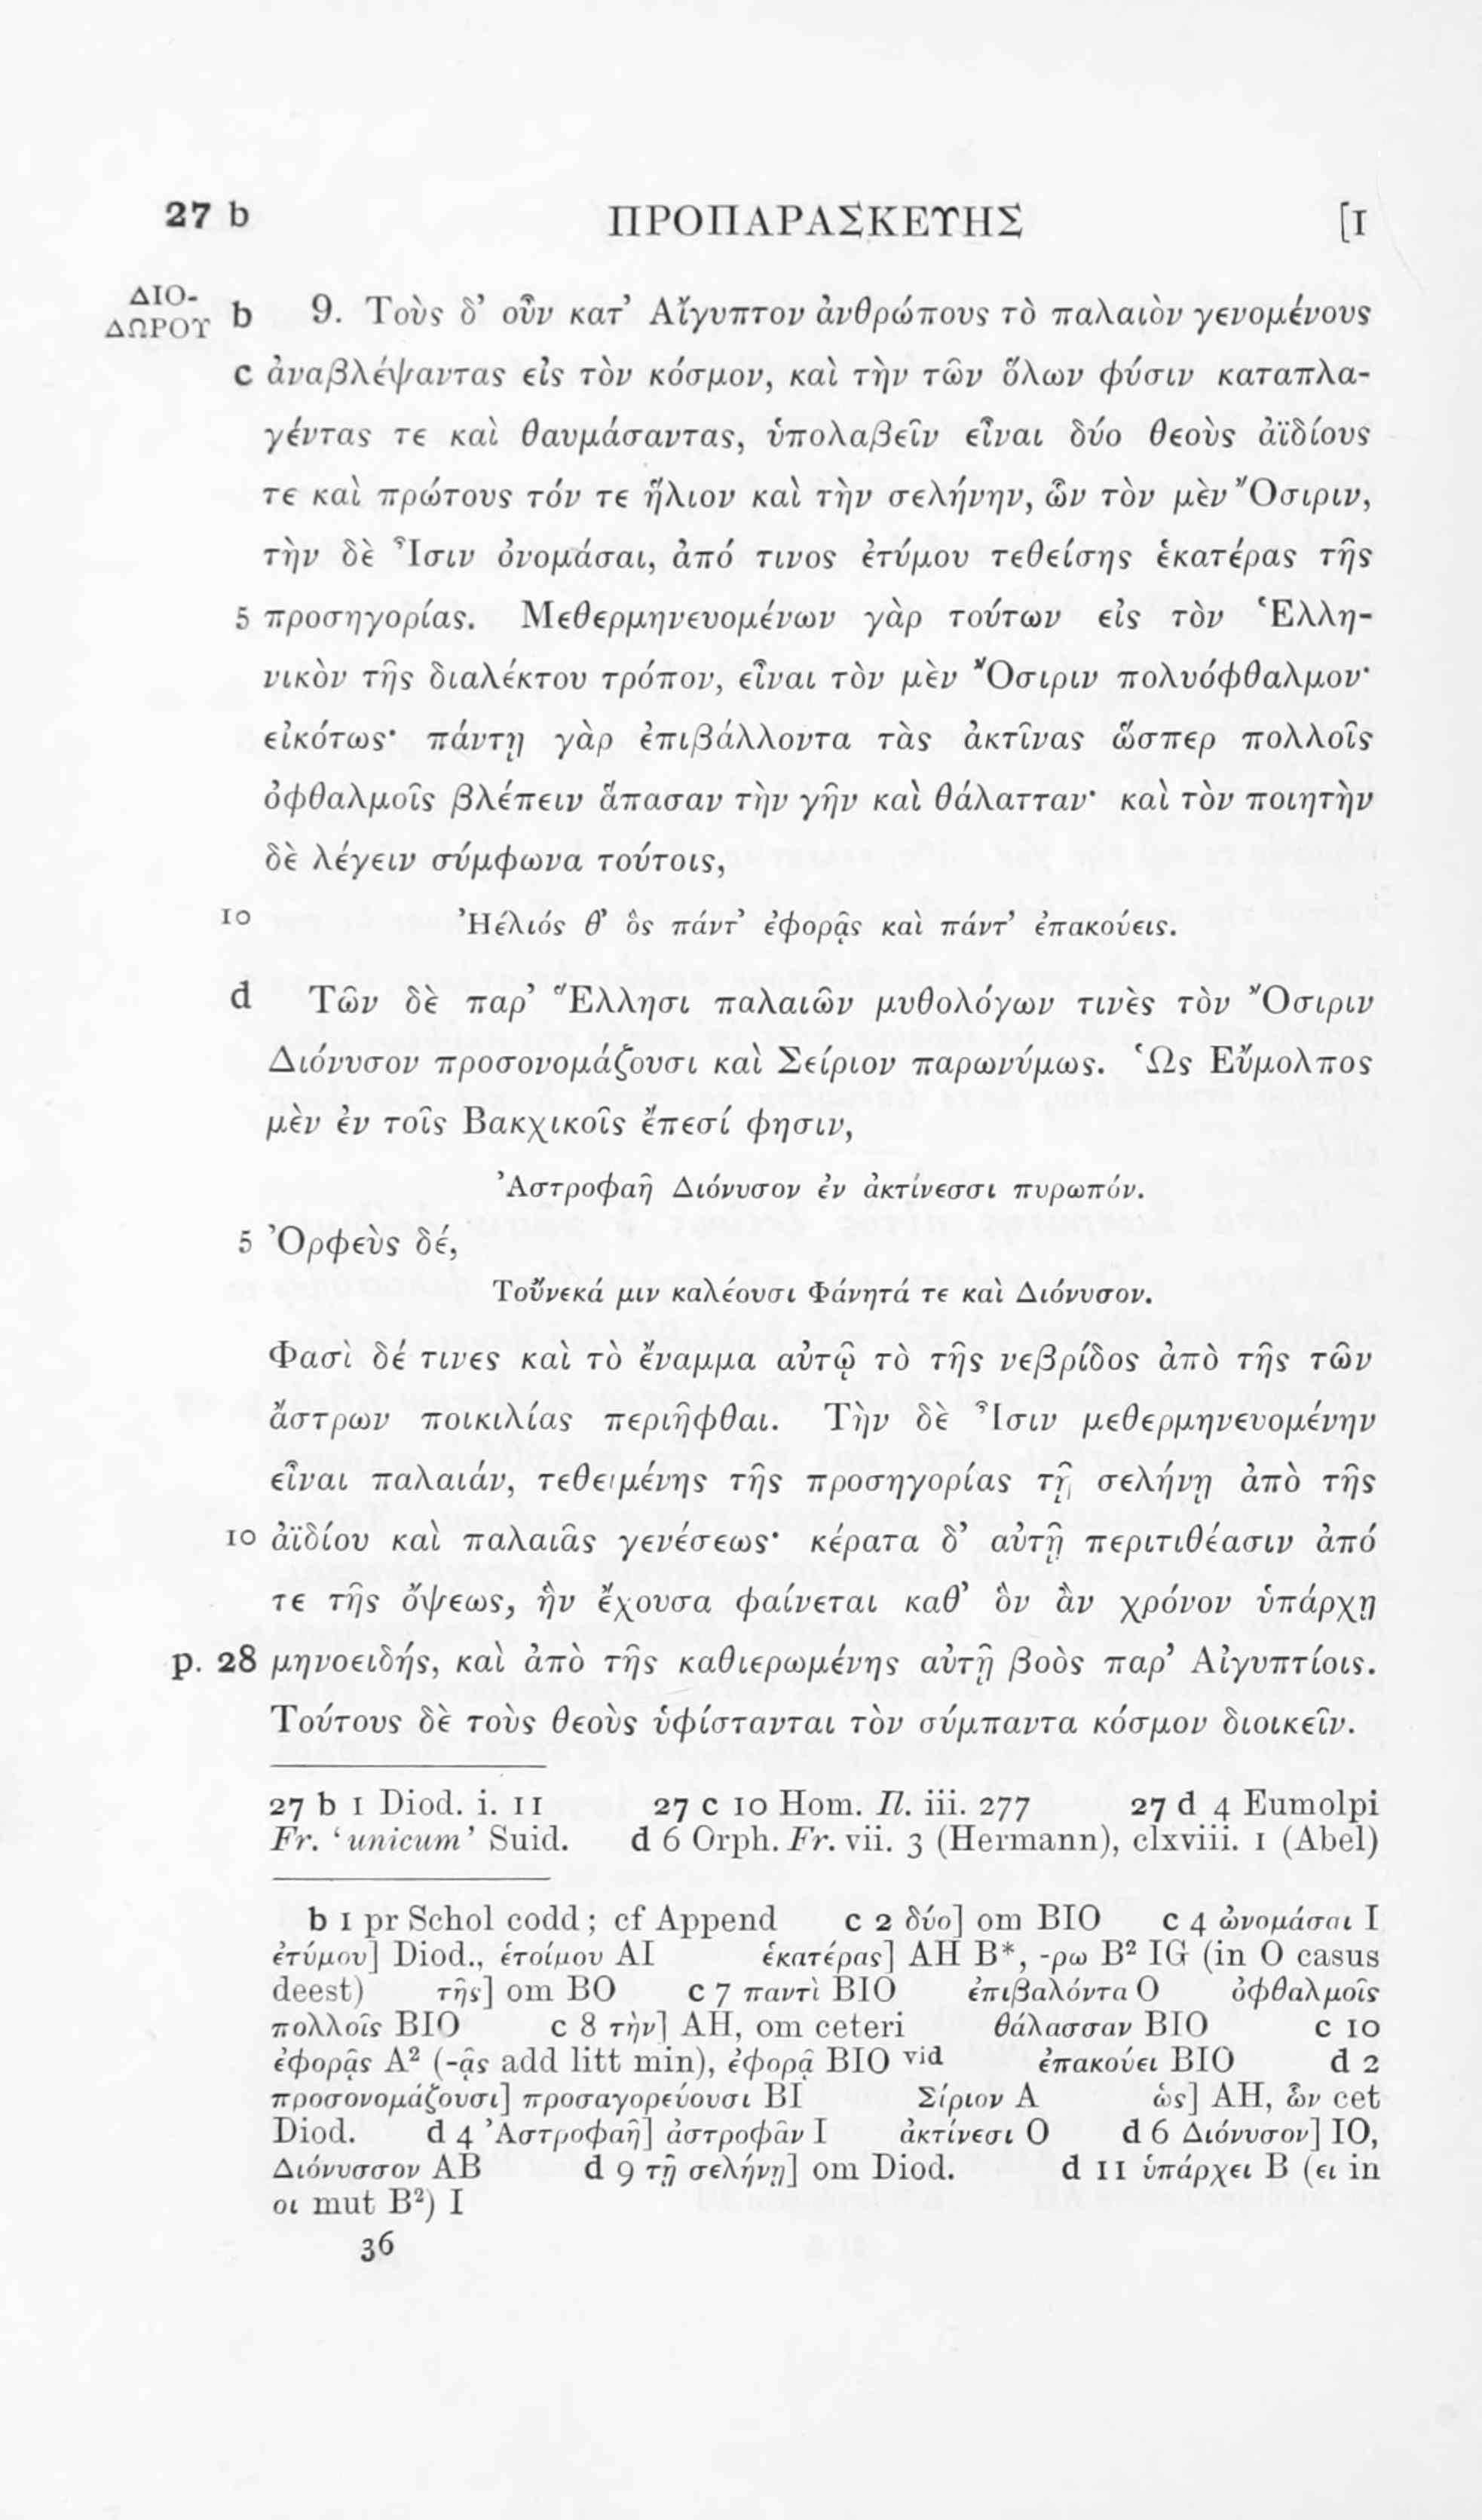 27 b ΠΡΟΠΑΡΑΣΚΕΥΗΣ [I
ΔΙΟ-
ΔΩΡΟΥ b 9. Τοὺς δ’ οὖν κατ’ Αἴγυπτον ἀνθρώπους τὸ παλαιὸν γενομένους
c ἀναβλέψαντας εἰς τὸν κόσμον, καὶ τὴν τῶν ὅλων φύσιν καταπλα-
γέντας τε καὶ θαυμάσαντας, ὑπολαβεῖν εἶναι δύο θεοὺς ἀϊδίους
τε καὶ πρώτους τόν τε ἥλιον καὶ τὴν σελήνην, ὧν τὸν μὲν Ὄσιριν,
τὴν δὲ Ἶσιν ὀνομάσαι, ἀπό τινος ἐτύμου τεθείσης ἑκατέρας τῆς
5 προσηγορίας. Μεθερμηνευομένων γὰρ τούτων εἰς τὸν Ἑλλη-
νικὸν τῆς διαλέκτου τρόπον, εἶναι τὸν μὲν Ὄσιριν πολυόφθαλμον·
εἰκότως· πάντῃ γὰρ ἐπιβάλλοντα τὰς ἀκτῖνας ὥσπερ πολλοῖς
ὀφθαλμοῖς βλέπειν ἅπασαν τὴν γῆν καὶ θάλατταν· καὶ τὸν ποιητὴν
δὲ λέγειν σύμφωνα τούτοις,
10 Ἠέλιός θ’ ὃς πάντ’ ἐφορᾷς καὶ πάντ’ ἐπακούεις.
d Τῶν δὲ παρ’ Ἕλλησι παλαιῶν μυθολόγων τινὲς τὸν Ὄσιριν
Διόνυσον προσονομάζουσι καὶ Σείριον παρωνύμως. Ὡς Εὔμολπος
μὲν ἐν τοῖς Βακχικοῖς ἔπεσί φησιν,
Ἀστροφαῆ Διόνυσον ἐν ἀκτίνεσσι πυρωπόν.
5 Ὀρφεὺς δέ,
Τοὔνεκά μιν καλέουσι Φάνητά τε καὶ Διόνυσον.
Φασὶ δέ τινες καὶ τὸ ἔναμμα αὐτῷ τὸ τῆς νεβρίδος ἀπὸ τῆς τῶν
ἄστρων ποικιλίας περιῆφθαι. Τὴν δὲ Ἶσιν μεθερμηνευομένην
εἶναι παλαιάν, τεθειμένης τῆς προσηγορίας τῇ σελήνῃ ἀπὸ τῆς
10 ἀϊδίου καὶ παλαιᾶς γενέσεως· κέρατα δ’ αὐτῇ περιτιθέασιν ἀπό
τε τῆς ὄψεως, ἣν ἔχουσα φαίνεται καθ’ ὃν ἂν χρόνον ὑπάρχῃ
p. 28 μηνοειδής, καὶ ἀπὸ τῆς καθιερωμένης αὐτῇ βοὸς παρ’ Αἰγυπτίοις.
Τούτους δὲ τοὺς θεοὺς ὑφίστανται τὸν σύμπαντα κόσμον διοικεῖν.
27 b 1 Diod. i. 11 27 c 10 Hom. Il. iii. 277 27 d 4 Eumolpi
Fr. ‘unicum’ Suid. d 6 Orph. Fr. vii. 3 (Hermann), clxviii. 1 (Abel)
b 1 pr Schol codd; cf Append c 2 δύο] om BIO c 4 ὠνομάσαι I
ἐτύμου] Diod., ἑτοίμου AI ἑκατέρας] AH B*, -ρω B² IG (in O casus
deest) τῆς] om BO c 7 παντὶ BIO ἐπιβαλόντα O ὀφθαλμοῖς
πολλοῖς BIO c 8 τὴν] AH, om ceteri θάλασσαν BIO c 10
ἐφορᾷς A² (-ᾷς add litt min), ἐφορᾷ BIO vid ἐπακούει BIO d 2
προσονομάζουσι] προσαγορεύουσι BI Σίριον A ὡς] AH, ὧν cet
Diod. d 4 Ἀστροφαῆ] ἀστροφᾶν I ἀκτίνεσι O d 6 Διόνυσον] IO,
Διόνυσσον AB d 9 τῇ σελήνῃ] om Diod. d 11 ὑπάρχει B (ει in
οι mut B²) I
36